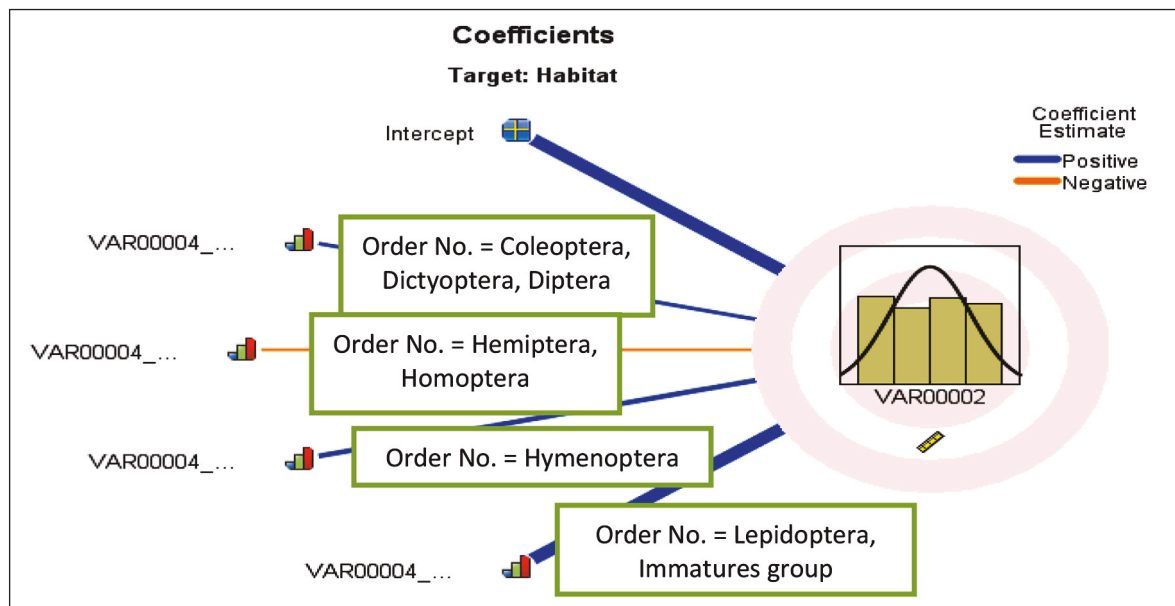 Coefficients
Target: Habitat
Intercept
Coefficient
Estimate
Positive
Negative
VAR00004_...
Order No. = Coleoptera,
Dictyoptera, Diptera
VAR00004_...
Order No. = Hemiptera,
Homoptera
VAR00002
VAR00004_...
Order No. = Hymenoptera
VAR00004_...
Order No. = Lepidoptera,
Immatures group